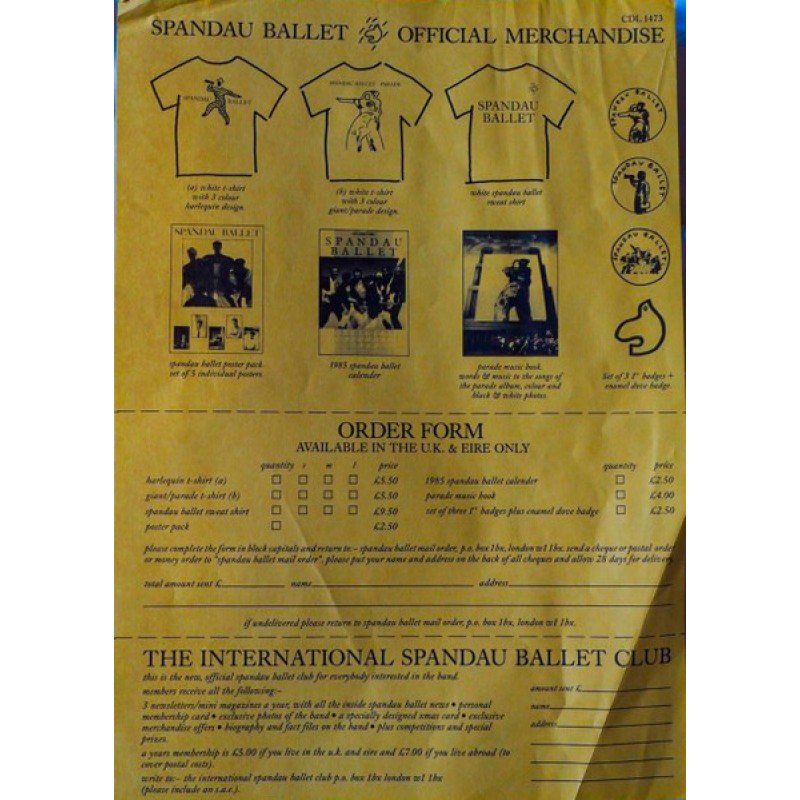 CDL 1473
SPANDAU BALLET OFFICIAL MERCHANDISE
SPANDAU BALLET
SPANDAU BALLET PARADE
SPANDAU
BALLET
SPANDAU BALLET
(a) white t-shirt
with 3 colour
harlequin design.
(b) white t-shirt
with 3 colour
giant/parade design.
white spandau ballet
sweat shirt
SPANDAU BALLET
SPANDAU BALLET
SPANDAU BALLET
SPANDAU
BALLET
spandau ballet poster pack
set of 5 individual posters.
1985 spandau ballet
calender
parade music book.
words & music to the songs of
the parade album, colour and
black & white photos
Set of 3 1" badges +
enamel dove badge.
ORDER FORM
AVAILABLE IN THE U.K. & EIRE ONLY
quantity s m l price quantity price
harlequin t-shirt (a) £5.50 1985 spandau ballet calender £2.50
giant/parade t-shirt (b) £5.50 parade music book £4.00
spandau ballet sweat shirt £9.50 set of three 1" badges plus enamel dove badge £2.50
poster pack £2.50
please complete the form in block capitals and return to:– spandau ballet mail order, p.o. box 1bx, london w1 1bx. send a cheque or postal order
or money order to "spandau ballet mail order". please put your name and address on the back of all cheques and allow 28 days for delivery
total amount sent £ name address
if undelivered please return to spandau ballet mail order, p.o. box 1bx, london w1 1bx.
THE INTERNATIONAL SPANDAU BALLET CLUB
this is the new, official spandau ballet club for everybody interested in the band.
members receive all the following:–
3 newsletters/mini magazines a year, with all the inside spandau ballet news • personal
membership card • exclusive photos of the band • a specially designed xmas card • exclusive
merchandise offers • biography and fact files on the band • plus competitions and special
prizes.
a years membership is £5.00 if you live in the u.k. and eire and £7.00 if you live abroad (to
cover postal costs).
write to:– the international spandau ballet club p.o. box 1bx london w1 1bx
(please include an s.a.e.).
amount sent £
name
address